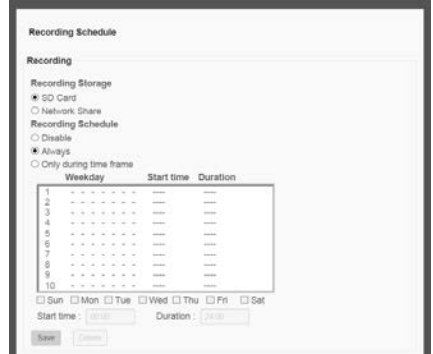 Recording Schedule
Recording
Recording Storage
SD Card
Network Share
Recording Schedule
Disable
Always
Only during time frame
Weekday Start time Duration
1 - - - - - - - ---- ----
2 - - - - - - - ---- ----
3 - - - - - - - ---- ----
4 - - - - - - - ---- ----
5 - - - - - - - ---- ----
6 - - - - - - - ---- ----
7 - - - - - - - ---- ----
8 - - - - - - - ---- ----
9 - - - - - - - ---- ----
10 - - - - - - - ---- ----
Sun Mon Tue Wed Thu Fri Sat
Start time : 00:00 Duration : 24:00
Save Delete